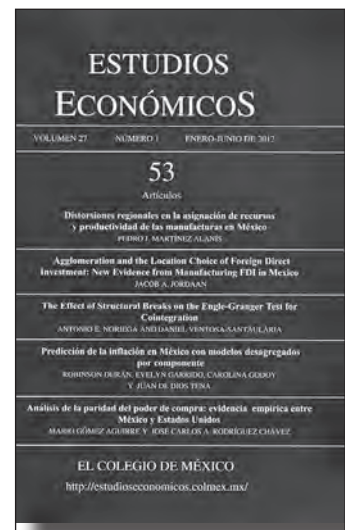 ESTUDIOS
ECONÓMICOS
VOLUMEN 27 NÚMERO 1 ENERO-JUNIO DE 2012
53
Artículos
Distorsiones regionales en la asignación de recursos
y productividad de las manufacturas en México
PEDRO I. MARTÍNEZ ALANÍS
Agglomeration and the Location Choice of Foreign Direct
Investment: New Evidence from Manufacturing FDI in Mexico
JACOB A. JORDAAN
The Effect of Structural Breaks on the Engle-Granger Test for
Cointegration
ANTONIO E. NORIEGA AND DANIEL VENTOSA-SANTAULÀRIA
Predicción de la inflación en México con modelos desagregados
por componente
ROBINSON DURÁN, EVELYN GARRIDO, CAROLINA GODOY
Y JUAN DE DIOS TENA
Análisis de la paridad del poder de compra: evidencia empírica entre
México y Estados Unidos
MARIO GÓMEZ AGUIRRE Y JOSÉ CARLOS A. RODRÍGUEZ CHÁVEZ
EL COLEGIO DE MÉXICO
http://estudioseconomicos.colmex.mx/